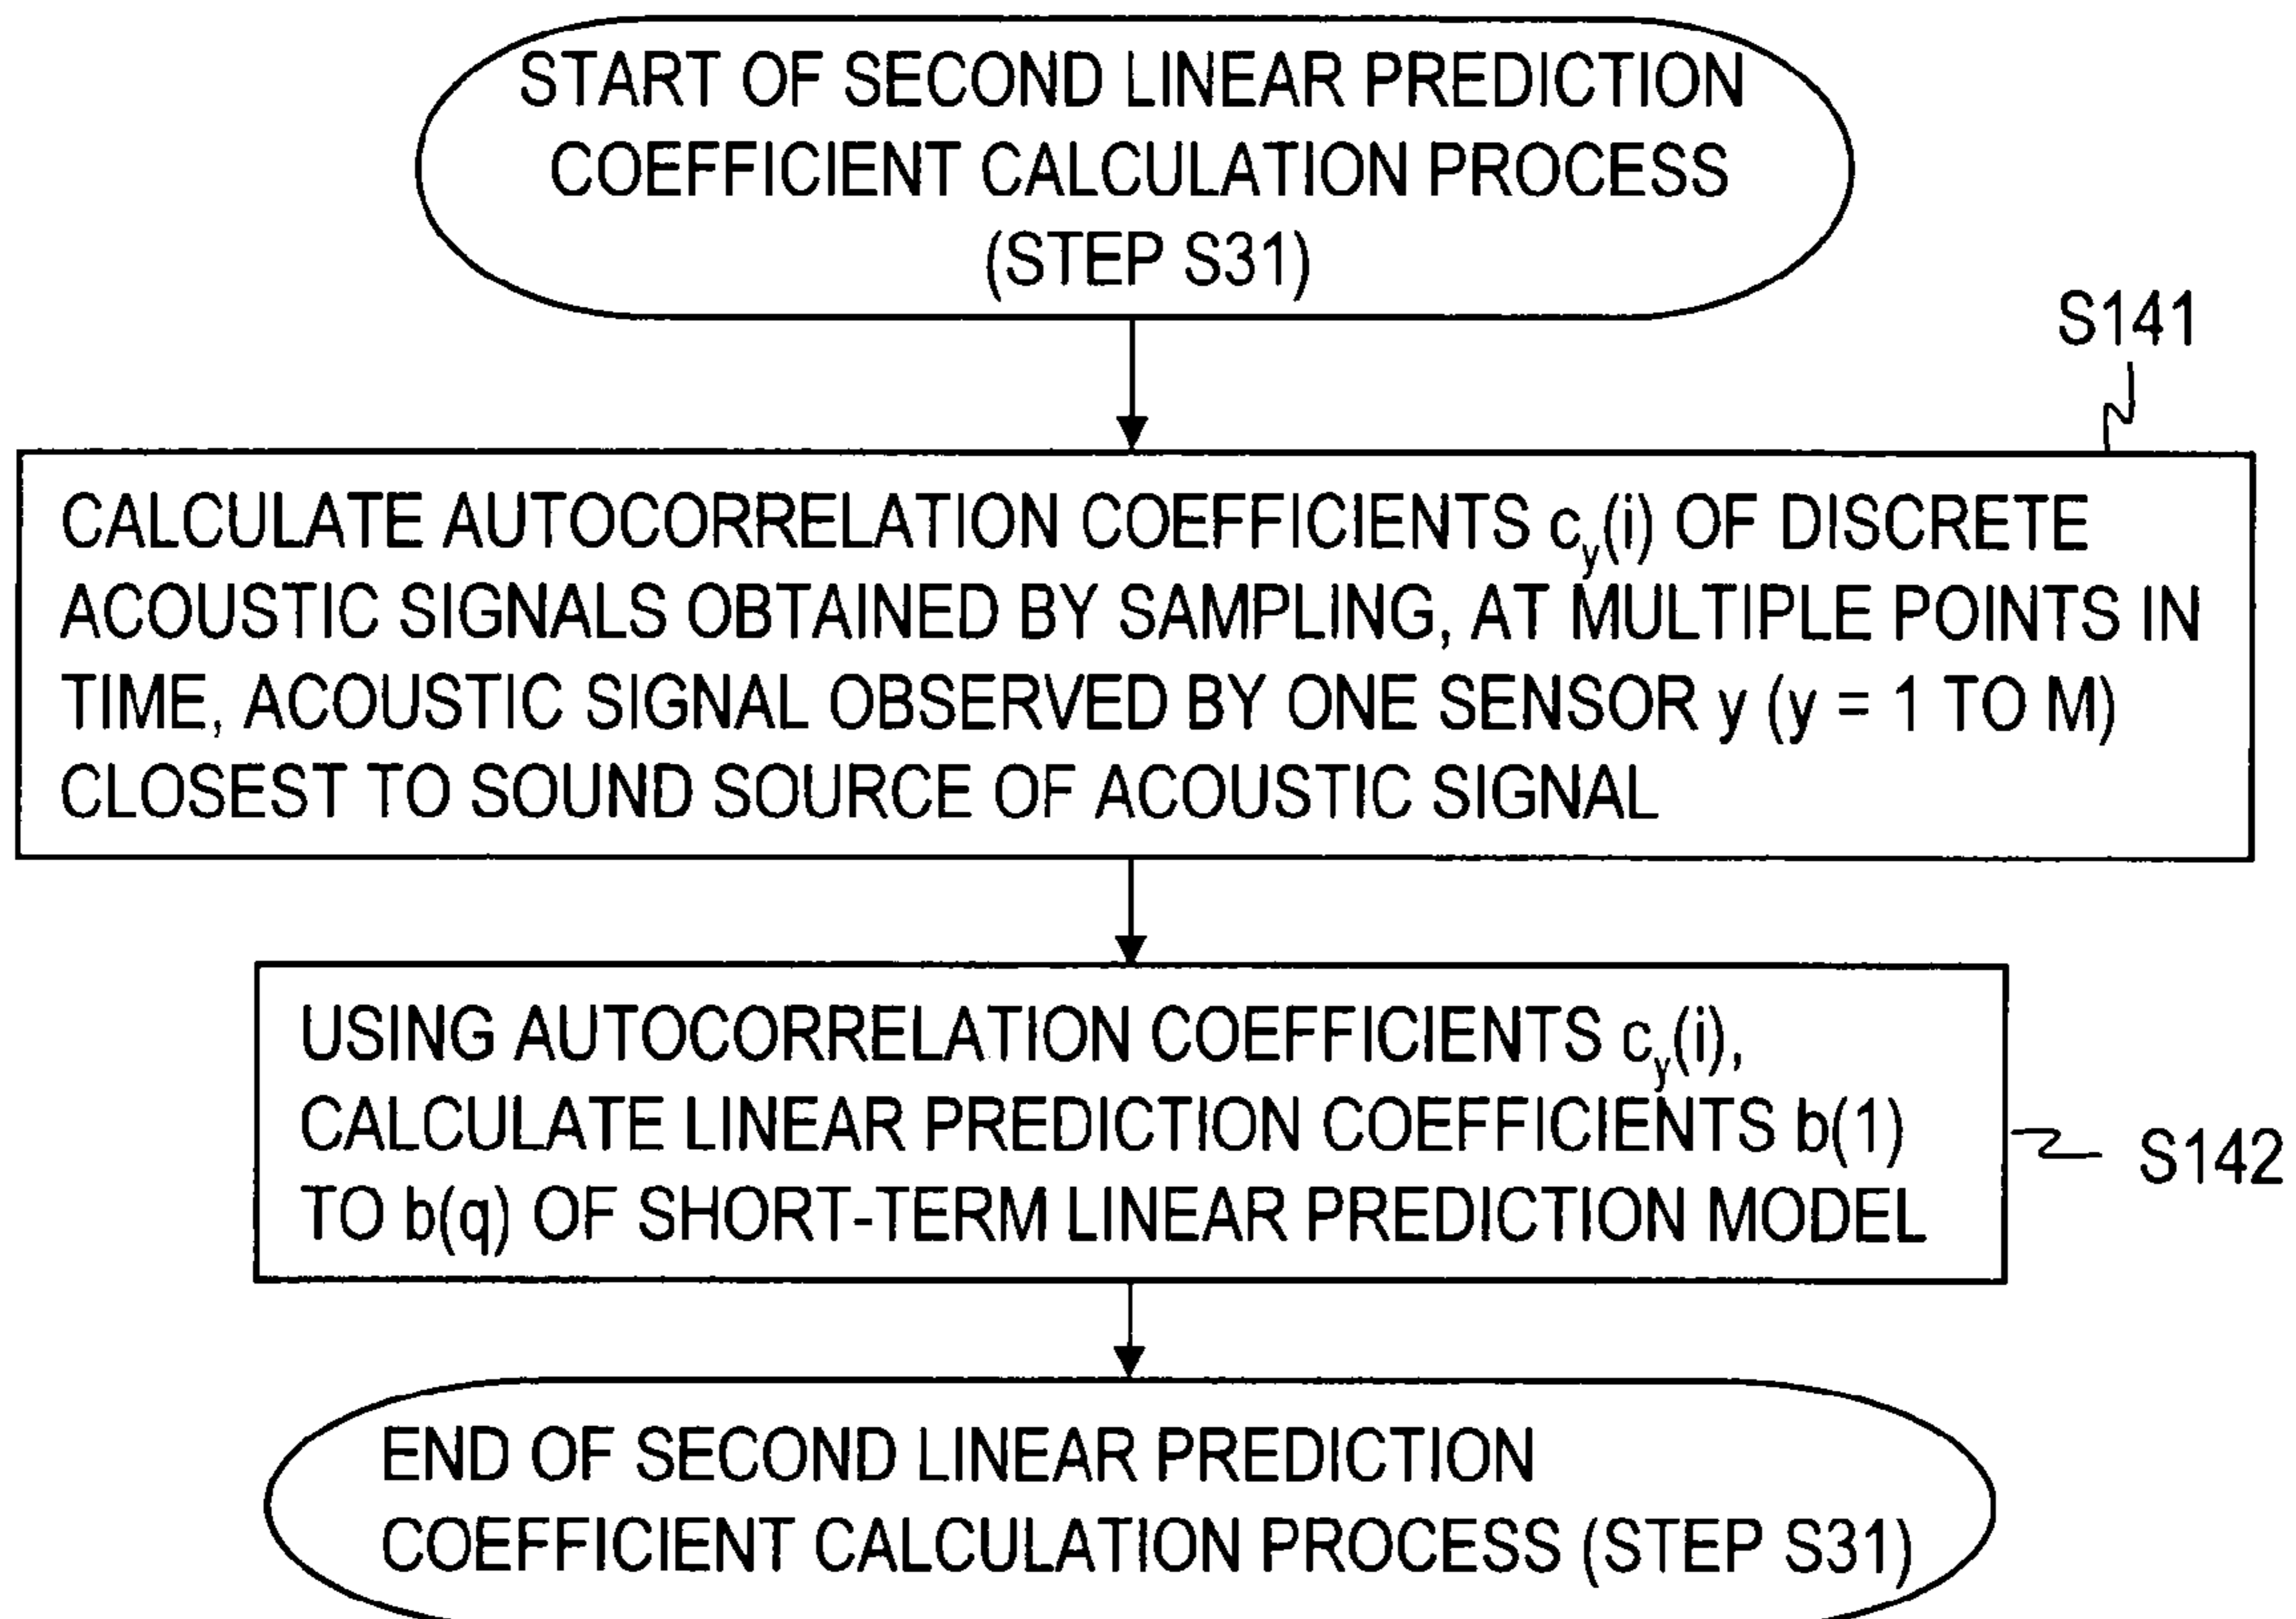 START OF SECOND LINEAR PREDICTION
COEFFICIENT CALCULATION PROCESS
(STEP S31)
S141
CALCULATE AUTOCORRELATION COEFFICIENTS c_y(i) OF DISCRETE
ACOUSTIC SIGNALS OBTAINED BY SAMPLING, AT MULTIPLE POINTS IN
TIME, ACOUSTIC SIGNAL OBSERVED BY ONE SENSOR y (y = 1 TO M)
CLOSEST TO SOUND SOURCE OF ACOUSTIC SIGNAL
USING AUTOCORRELATION COEFFICIENTS c_y(i),
CALCULATE LINEAR PREDICTION COEFFICIENTS b(1)
TO b(q) OF SHORT-TERM LINEAR PREDICTION MODEL
S142
END OF SECOND LINEAR PREDICTION
COEFFICIENT CALCULATION PROCESS (STEP S31)